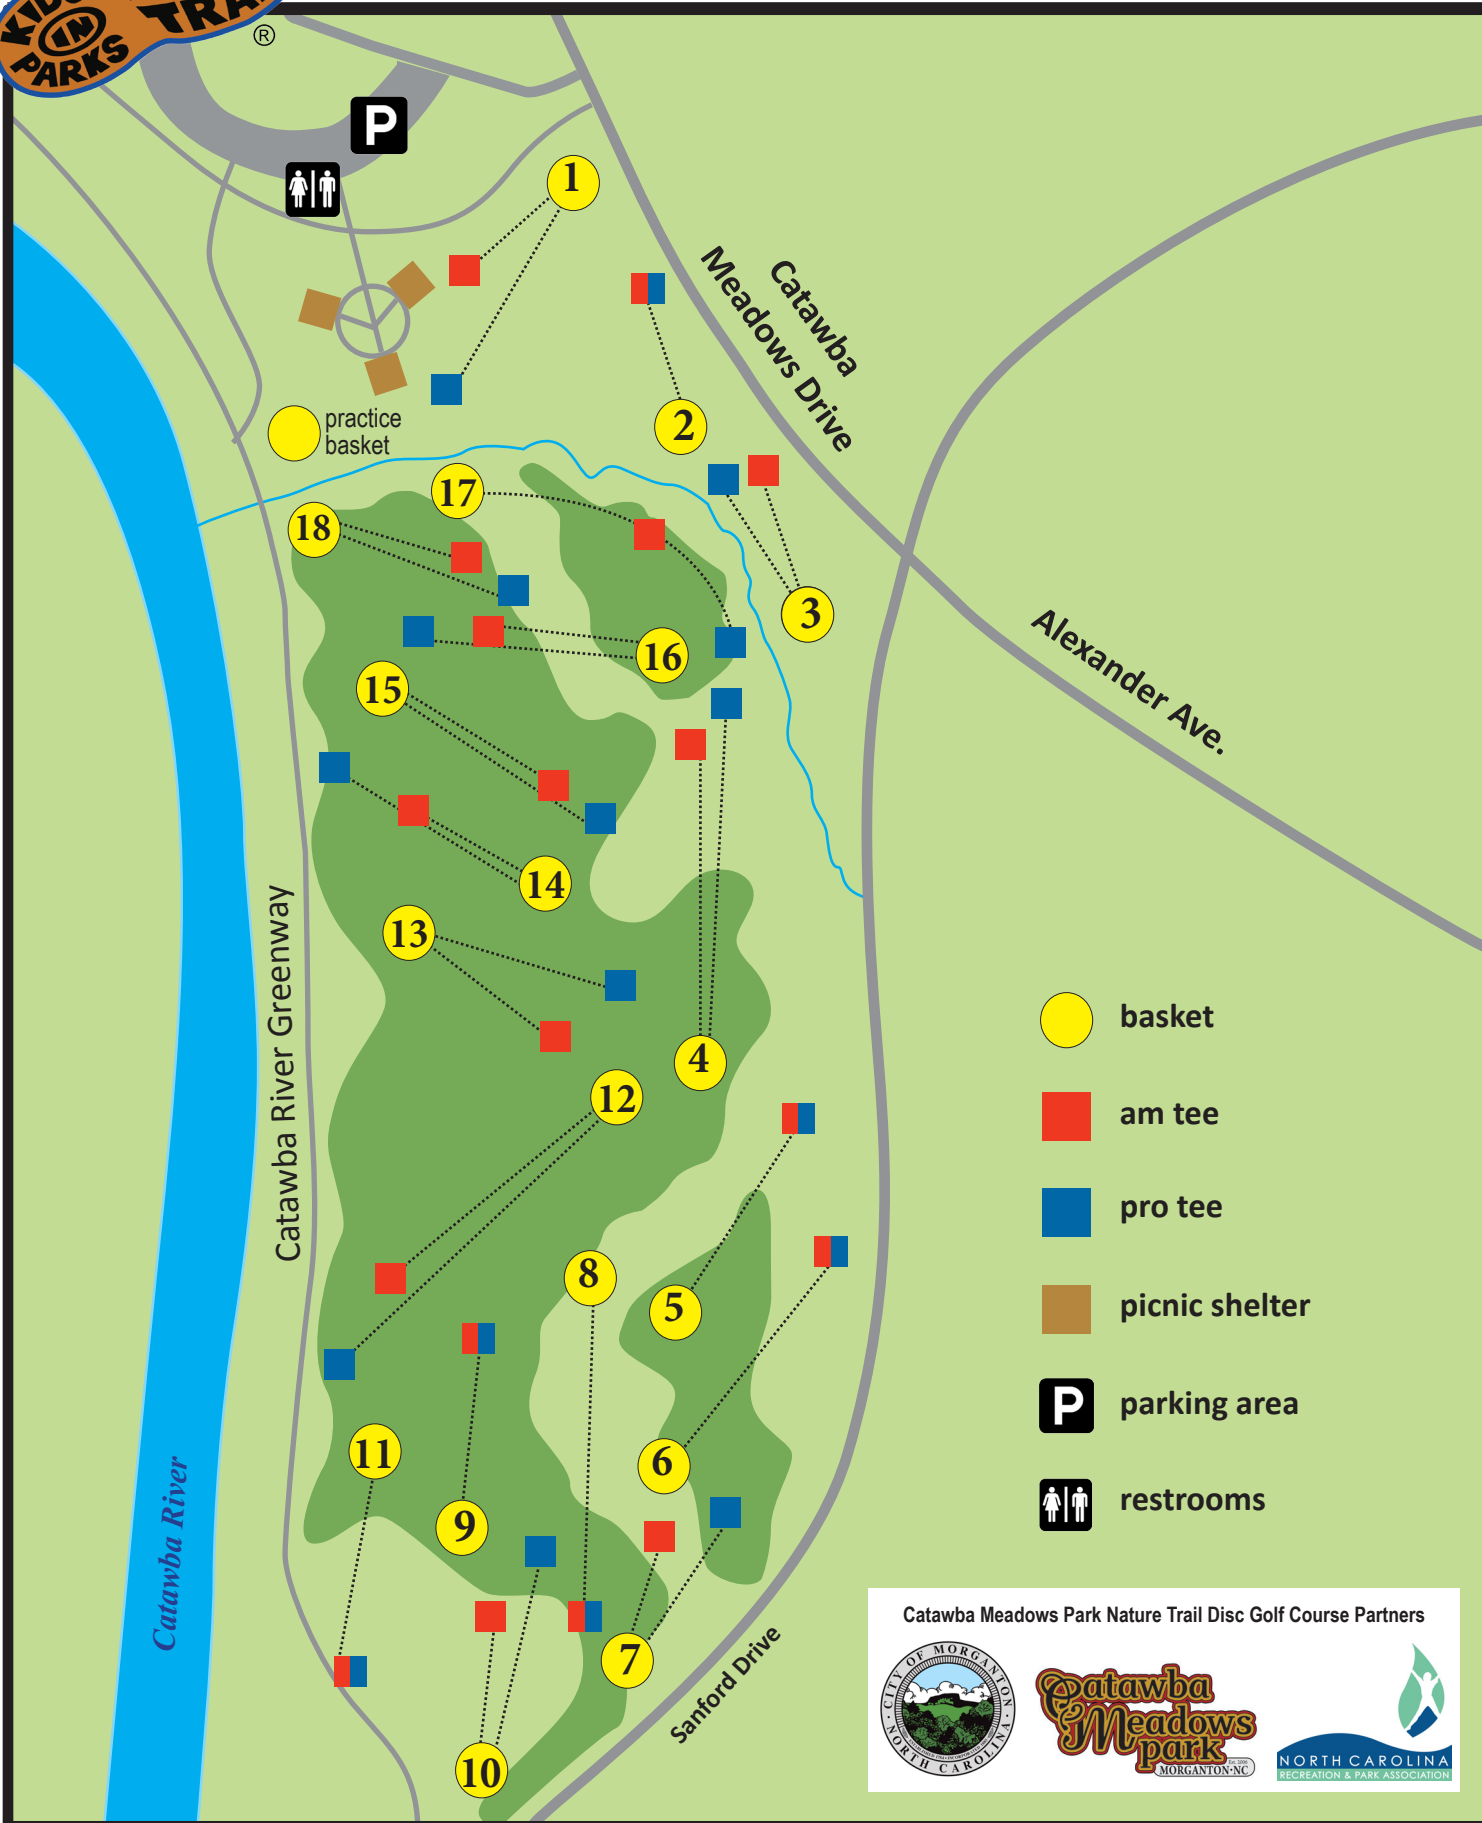 KIDS
IN
PARKS
TRA
®
P
1
Catawba
Meadows Drive
2
practice
basket
17
18
3
16
15
Alexander Ave.
14
13
Catawba River Greenway
4
12
8
5
11
6
9
7
10
Catawba River
Sanford Drive
basket
am tee
pro tee
picnic shelter
P
parking area
restrooms
Catawba Meadows Park Nature Trail Disc Golf Course Partners
CITY OF MORGANTON
NORTH CAROLINA
Catawba
Meadows
park
MORGANTON·NC
NORTH CAROLINA
RECREATION & PARK ASSOCIATION